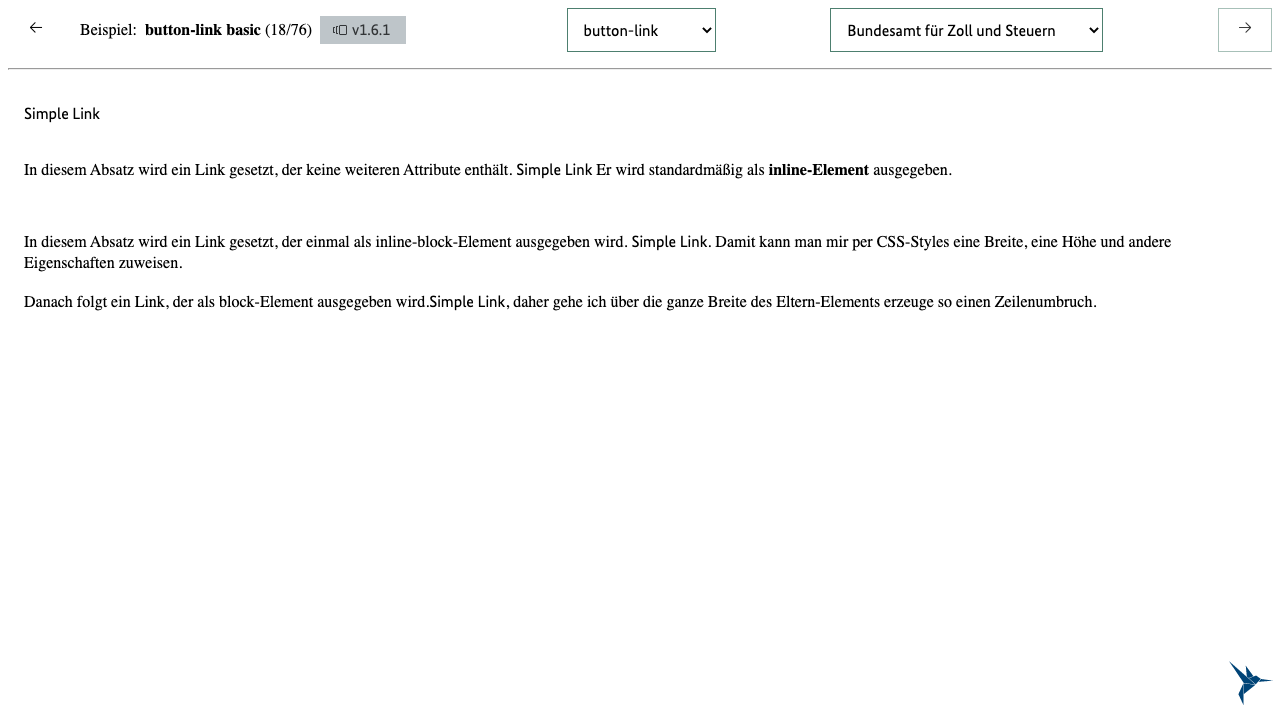 Beispiel: button-link basic (18/76) v1.6.1 button-link Bundesamt für Zoll und Steuern
Simple Link
In diesem Absatz wird ein Link gesetzt, der keine weiteren Attribute enthält. Simple Link Er wird standardmäßig als inline-Element ausgegeben.
In diesem Absatz wird ein Link gesetzt, der einmal als inline-block-Element ausgegeben wird. Simple Link. Damit kann man mir per CSS-Styles eine Breite, eine Höhe und andere
Eigenschaften zuweisen.
Danach folgt ein Link, der als block-Element ausgegeben wird.Simple Link, daher gehe ich über die ganze Breite des Eltern-Elements erzeuge so einen Zeilenumbruch.